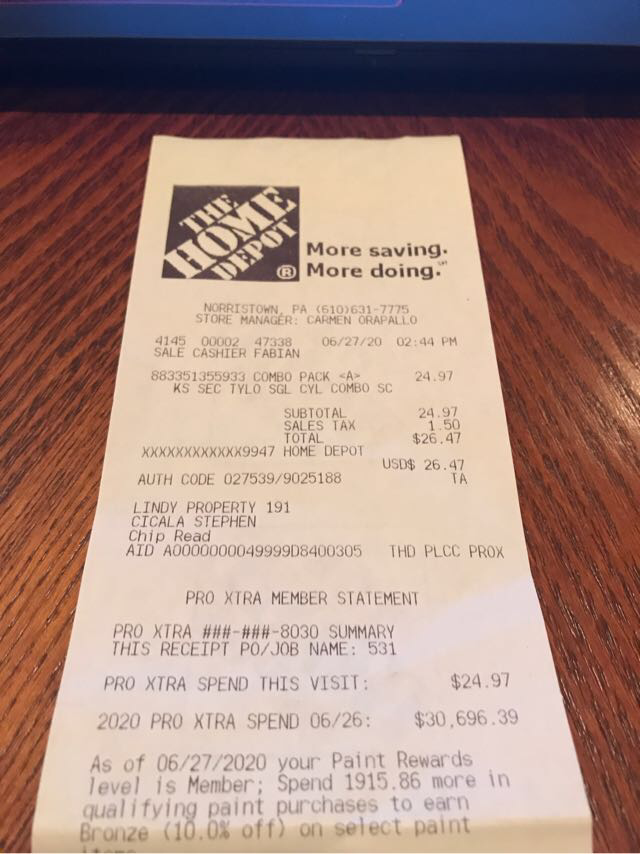 THE
HOME
DEPOT
®
More saving.
More doing.℠
NORRISTOWN, PA (610)631-7775
STORE MANAGER: CARMEN ORAPALLO
4145 00002 47338 06/27/20 02:44 PM
SALE CASHIER FABIAN
883351355933 COMBO PACK <A> 24.97
KS SEC TYLO SGL CYL COMBO SC
SUBTOTAL 24.97
SALES TAX 1.50
TOTAL $26.47
XXXXXXXXXXXX9947 HOME DEPOT
USD$ 26.47
AUTH CODE 027539/9025188 TA
LINDY PROPERTY 191
CICALA STEPHEN
Chip Read
AID A0000000049999D8400305 THD PLCC PROX
PRO XTRA MEMBER STATEMENT
PRO XTRA ###-###-8030 SUMMARY
THIS RECEIPT PO/JOB NAME: 531
PRO XTRA SPEND THIS VISIT: $24.97
2020 PRO XTRA SPEND 06/26: $30,696.39
As of 06/27/2020 your Paint Rewards
level is Member; Spend 1915.86 more in
qualifying paint purchases to earn
Bronze (10.0% off) on select paint